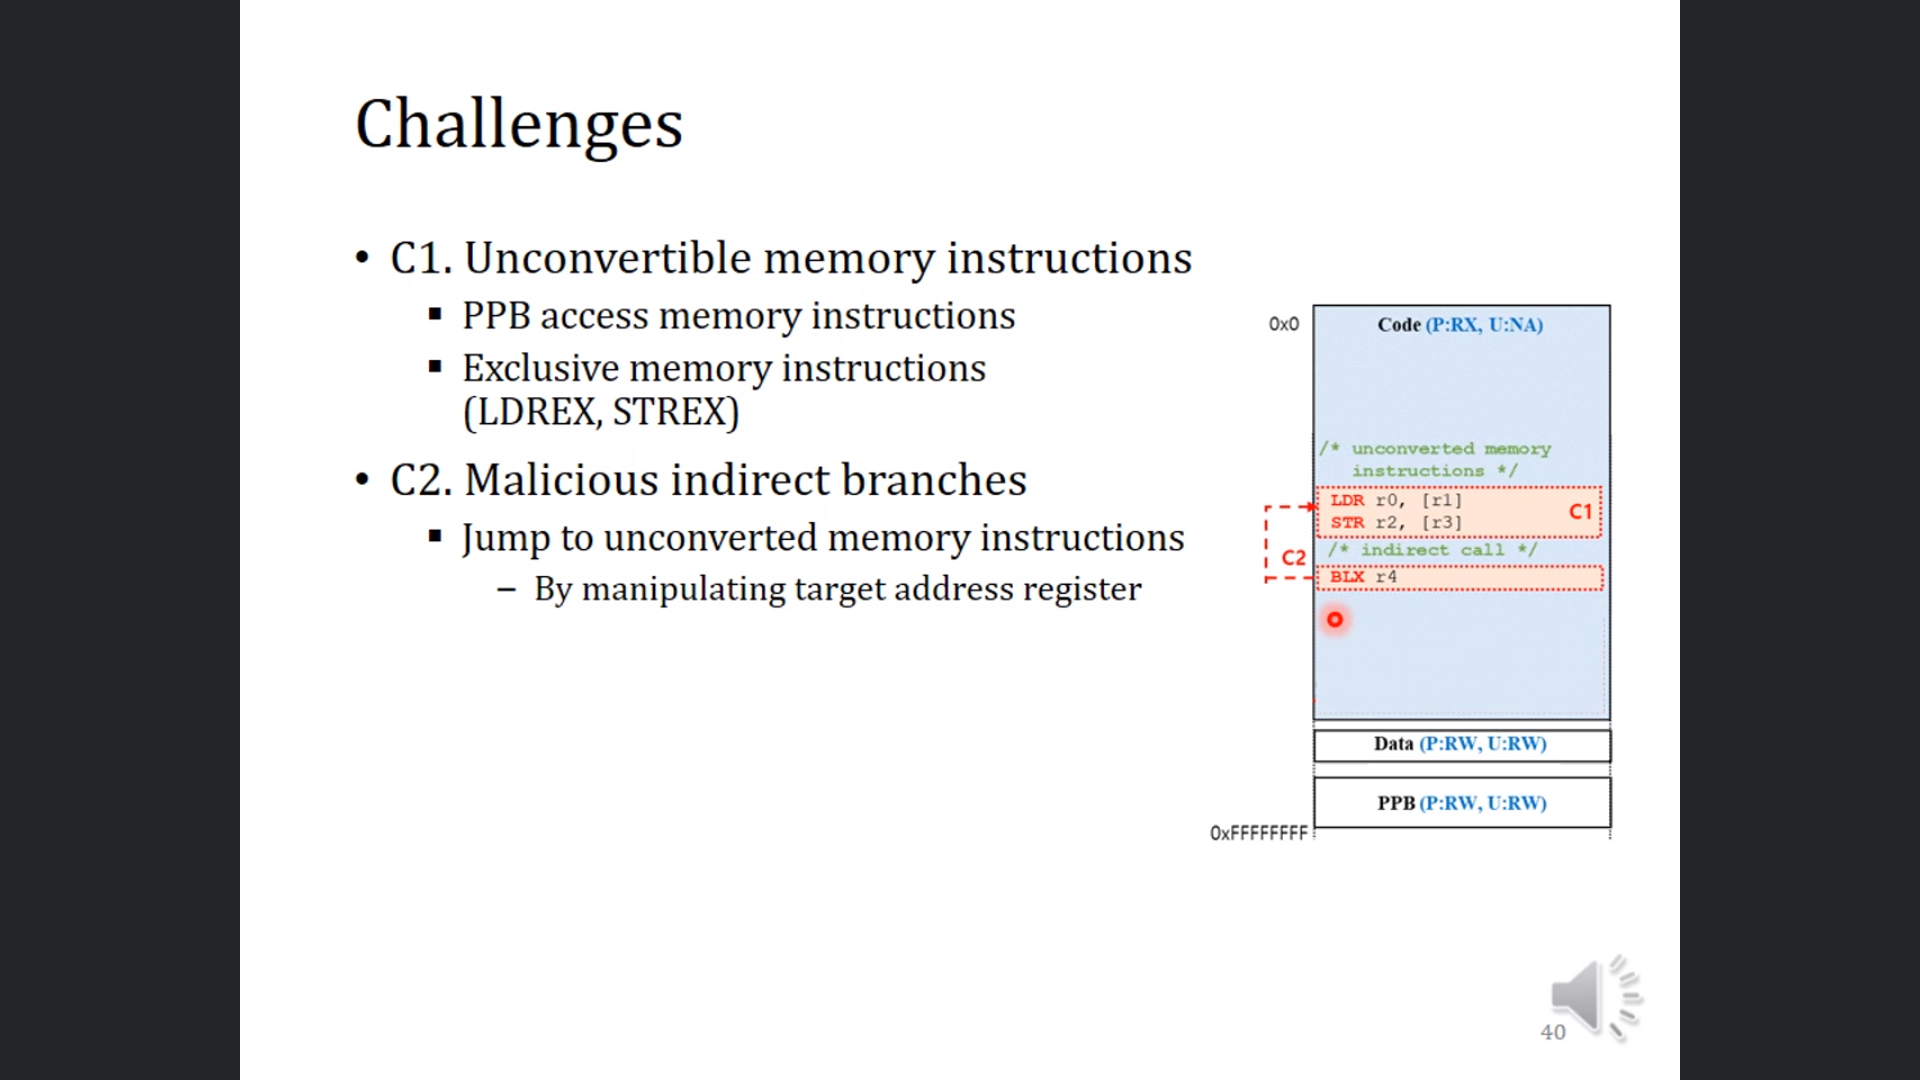 Challenges
• C1. Unconvertible memory instructions
▪ PPB access memory instructions
▪ Exclusive memory instructions
(LDREX, STREX)
• C2. Malicious indirect branches
▪ Jump to unconverted memory instructions
– By manipulating target address register
0x0
Code (P:RX, U:NA)
/* unconverted memory
instructions */
LDR r0, [r1]
STR r2, [r3]
C1
/* indirect call */
C2
BLX r4
Data (P:RW, U:RW)
PPB (P:RW, U:RW)
0xFFFFFFFF
40